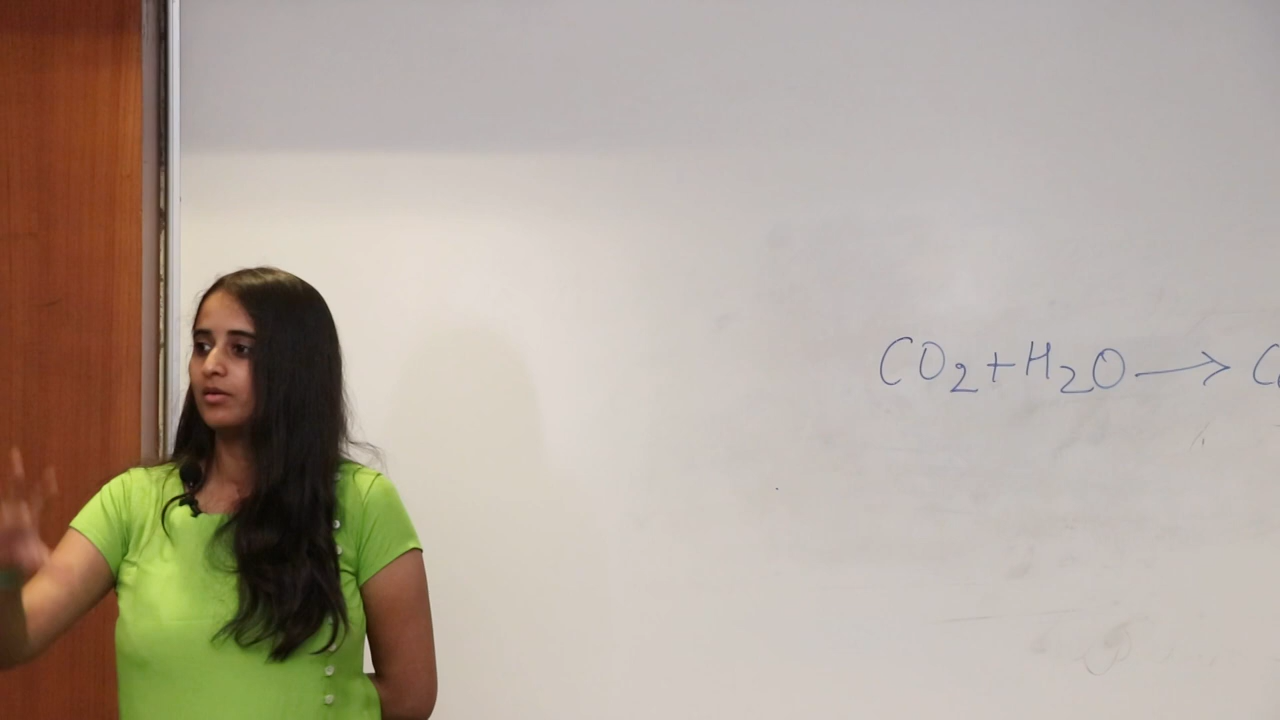 CO₂ + H₂O → C